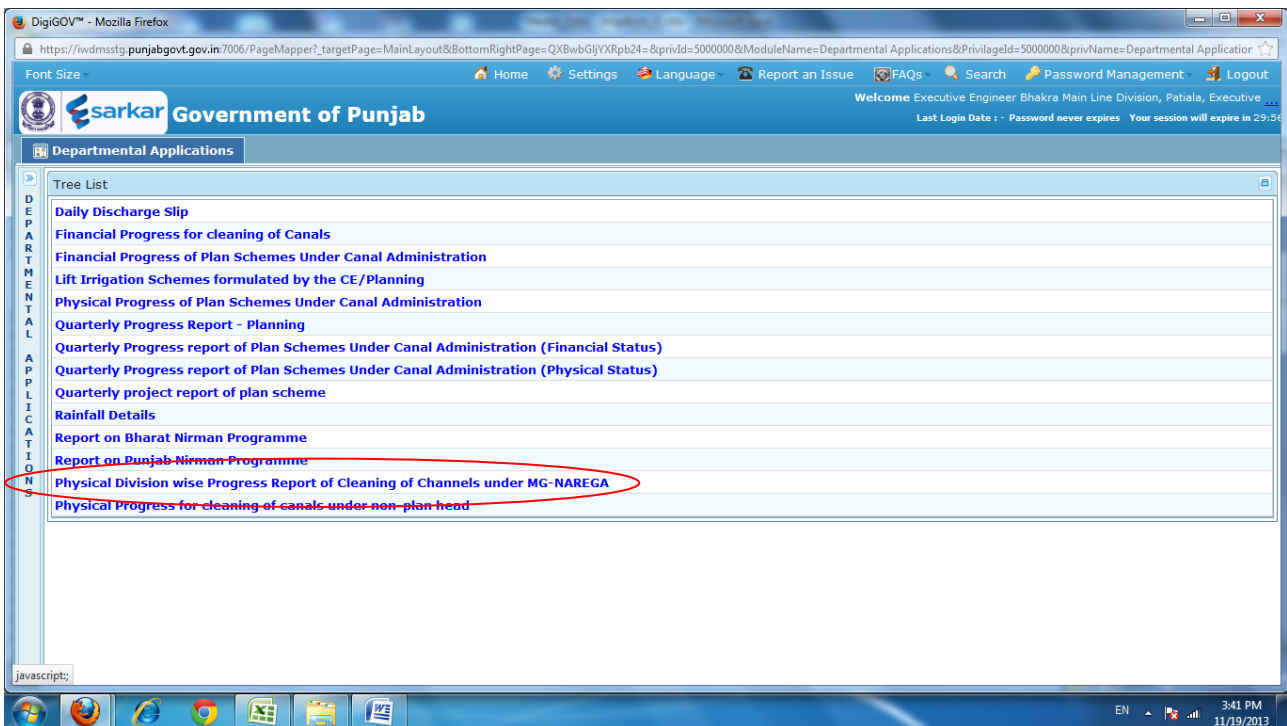 DigiGOV™ - Mozilla Firefox
https://iwdmsstg.punjabgovt.gov.in:7006/PageMapper?_targetPage=MainLayout&BottomRightPage=QXBwbGljYXRpb24=&privId=5000000&ModuleName=Departmental Applications&PrivilageId=5000000&privName=Departmental Applicatior
Font Size Home Settings Language Report an Issue FAQs Search Password Management Logout
Welcome Executive Engineer Bhakra Main Line Division, Patiala, Executive ...
esarkar Government of Punjab
Last Login Date : - Password never expires Your session will expire in 29:56
Departmental Applications
DEPARTMENTAL APPLICATIONS
Tree List
Daily Discharge Slip
Financial Progress for cleaning of Canals
Financial Progress of Plan Schemes Under Canal Administration
Lift Irrigation Schemes formulated by the CE/Planning
Physical Progress of Plan Schemes Under Canal Administration
Quarterly Progress Report - Planning
Quarterly Progress report of Plan Schemes Under Canal Administration (Financial Status)
Quarterly Progress report of Plan Schemes Under Canal Administration (Physical Status)
Quarterly project report of plan scheme
Rainfall Details
Report on Bharat Nirman Programme
Report on Punjab Nirman Programme
Physical Division wise Progress Report of Cleaning of Channels under MG-NAREGA
Physical Progress for cleaning of canals under non-plan head
javascript:;
EN 3:41 PM
11/19/2013